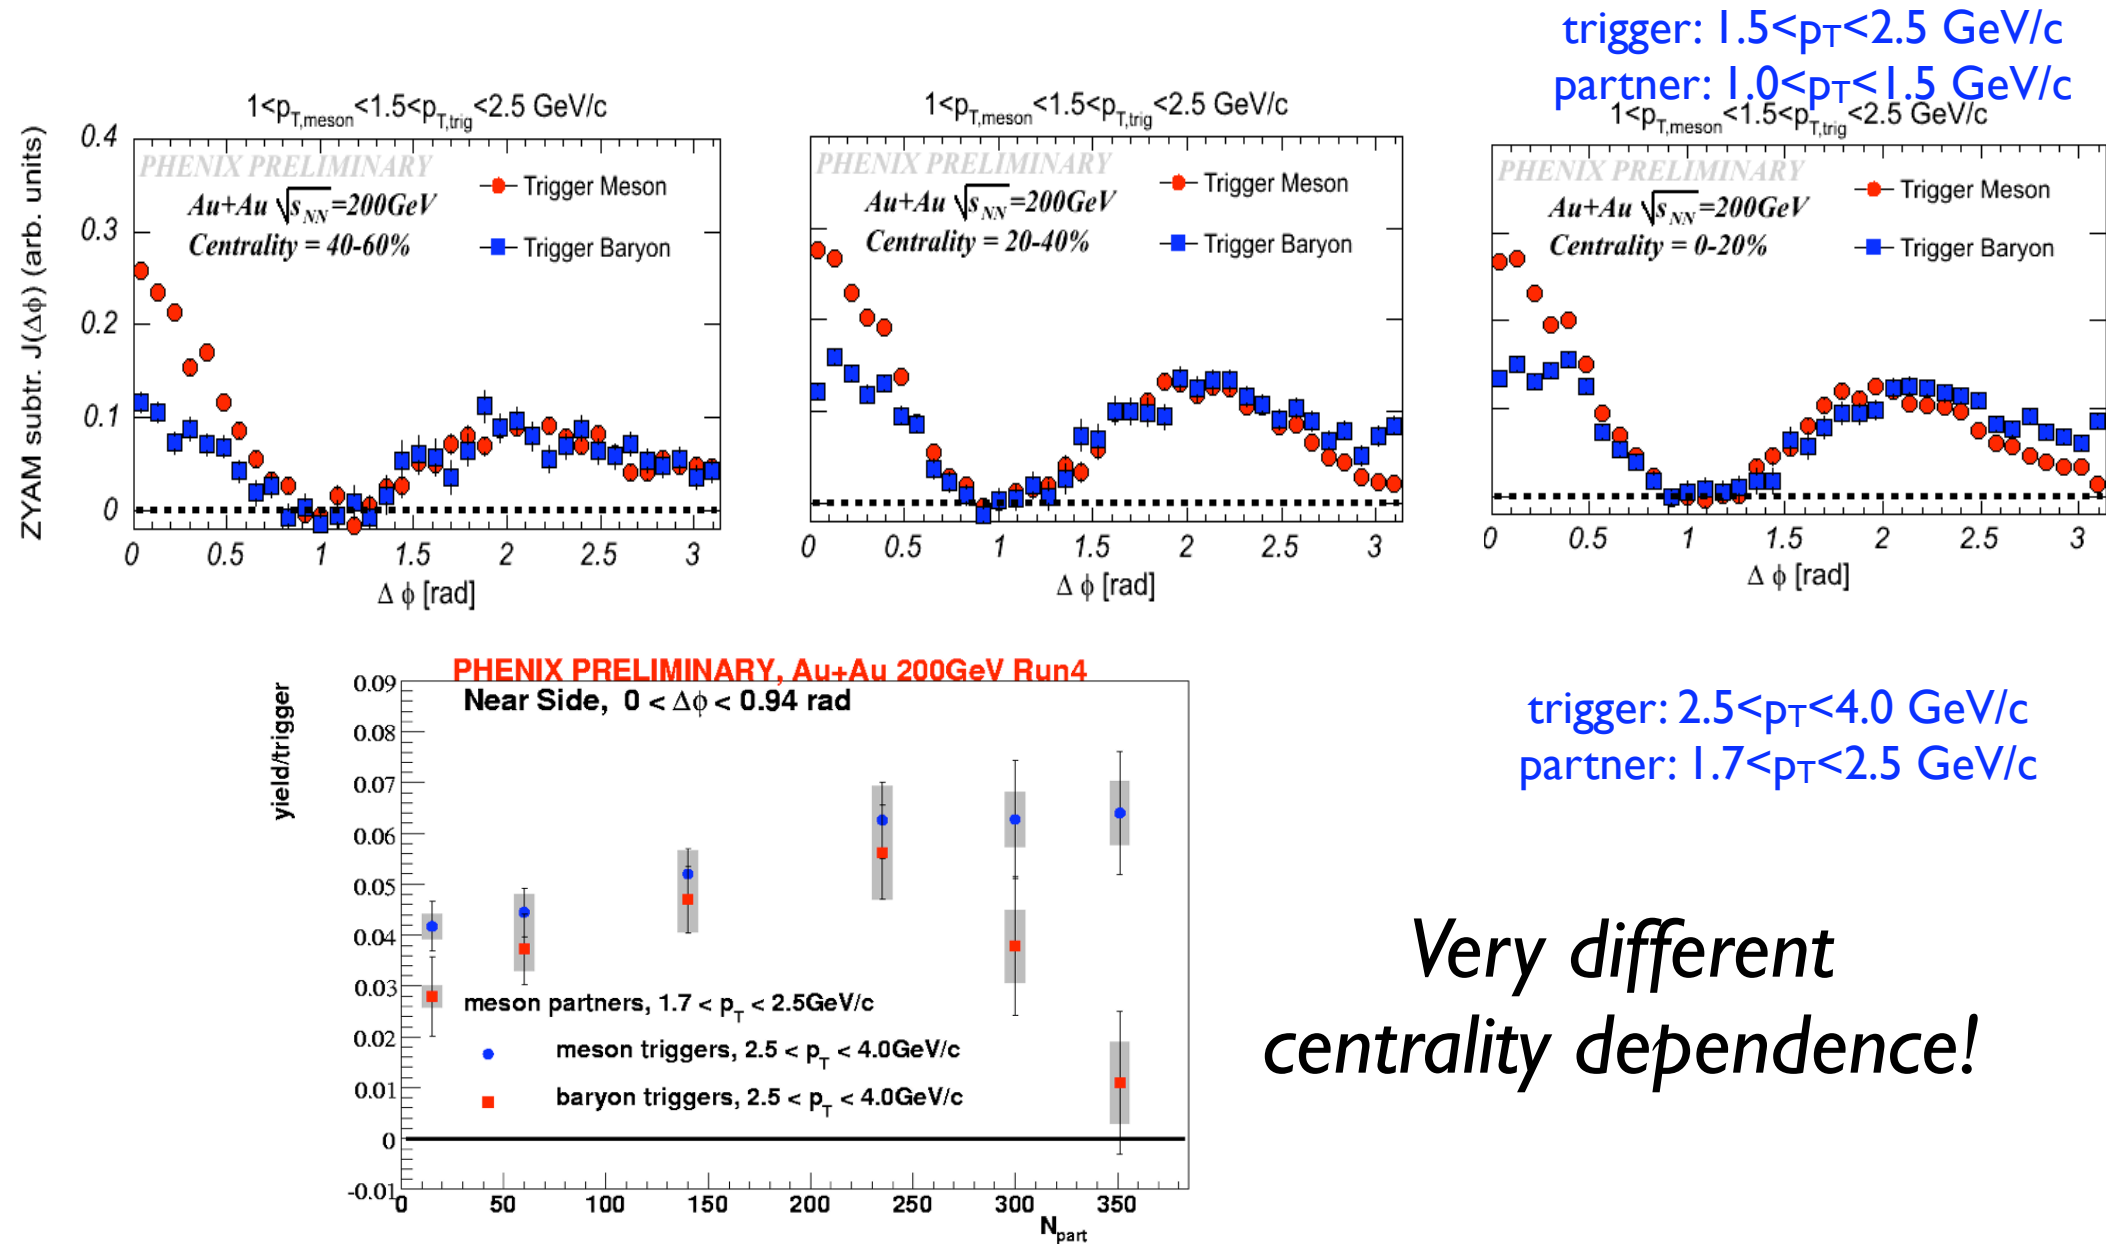 trigger: 1.5<pT<2.5 GeV/c
partner: 1.0<pT<1.5 GeV/c
1<pT,meson<1.5<pT,trig<2.5 GeV/c
PHENIX PRELIMINARY
Au+Au √sNN=200GeV
Centrality = 40-60%
Trigger Meson
Trigger Baryon
ZYAM subtr. J(Δϕ) (arb. units)
0.4
0.3
0.2
0.1
0
0 0.5 1 1.5 2 2.5 3
Δ ϕ [rad]
1<pT,meson<1.5<pT,trig<2.5 GeV/c
PHENIX PRELIMINARY
Au+Au √sNN=200GeV
Centrality = 20-40%
Trigger Meson
Trigger Baryon
0 0.5 1 1.5 2 2.5 3
Δ ϕ [rad]
1<pT,meson<1.5<pT,trig<2.5 GeV/c
PHENIX PRELIMINARY
Au+Au √sNN=200GeV
Centrality = 0-20%
Trigger Meson
Trigger Baryon
0 0.5 1 1.5 2 2.5 3
Δ ϕ [rad]
PHENIX PRELIMINARY, Au+Au 200GeV Run4
Near Side, 0 < Δϕ < 0.94 rad
yield/trigger
0.09
0.08
0.07
0.06
0.05
0.04
0.03
0.02
0.01
0
-0.01
meson partners, 1.7 < pT < 2.5GeV/c
meson triggers, 2.5 < pT < 4.0GeV/c
baryon triggers, 2.5 < pT < 4.0GeV/c
0 50 100 150 200 250 300 350
Npart
trigger: 2.5<pT<4.0 GeV/c
partner: 1.7<pT<2.5 GeV/c
Very different
centrality dependence!